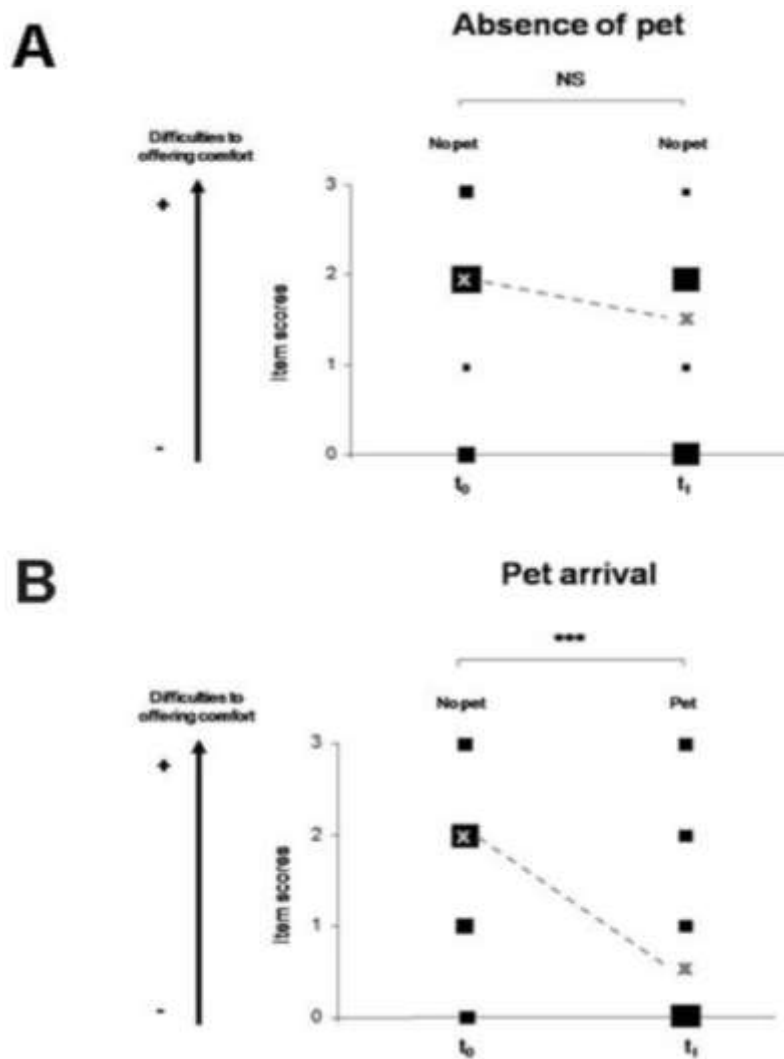 A
Absence of pet
NS
Difficulties to
offering comfort
No pet
No pet
+
-
Item scores
3
2
1
0
t0
t1
B
Pet arrival
***
Difficulties to
offering comfort
No pet
Pet
+
-
Item scores
3
2
1
0
t0
t1